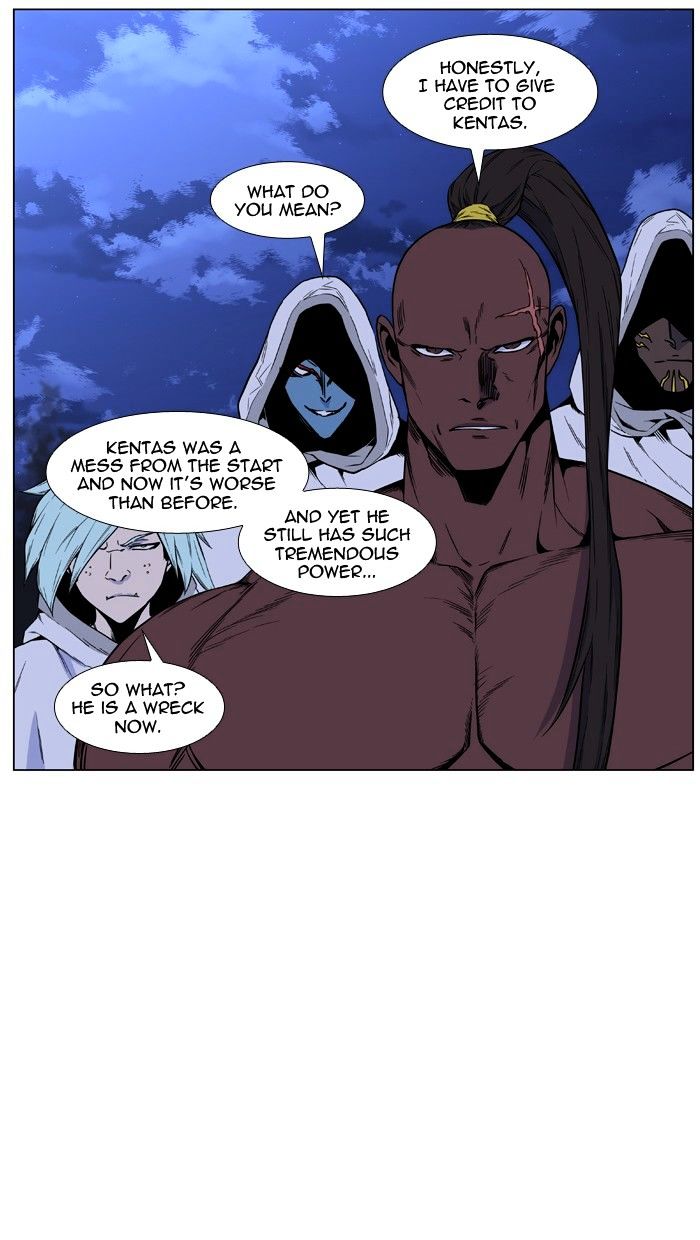 HONESTLY,
I HAVE TO GIVE
CREDIT TO
KENTAS.
WHAT DO
YOU MEAN?
KENTAS WAS A
MESS FROM THE START
AND NOW IT'S WORSE
THAN BEFORE.
AND YET HE
STILL HAS SUCH
TREMENDOUS
POWER...
SO WHAT?
HE IS A WRECK
NOW.